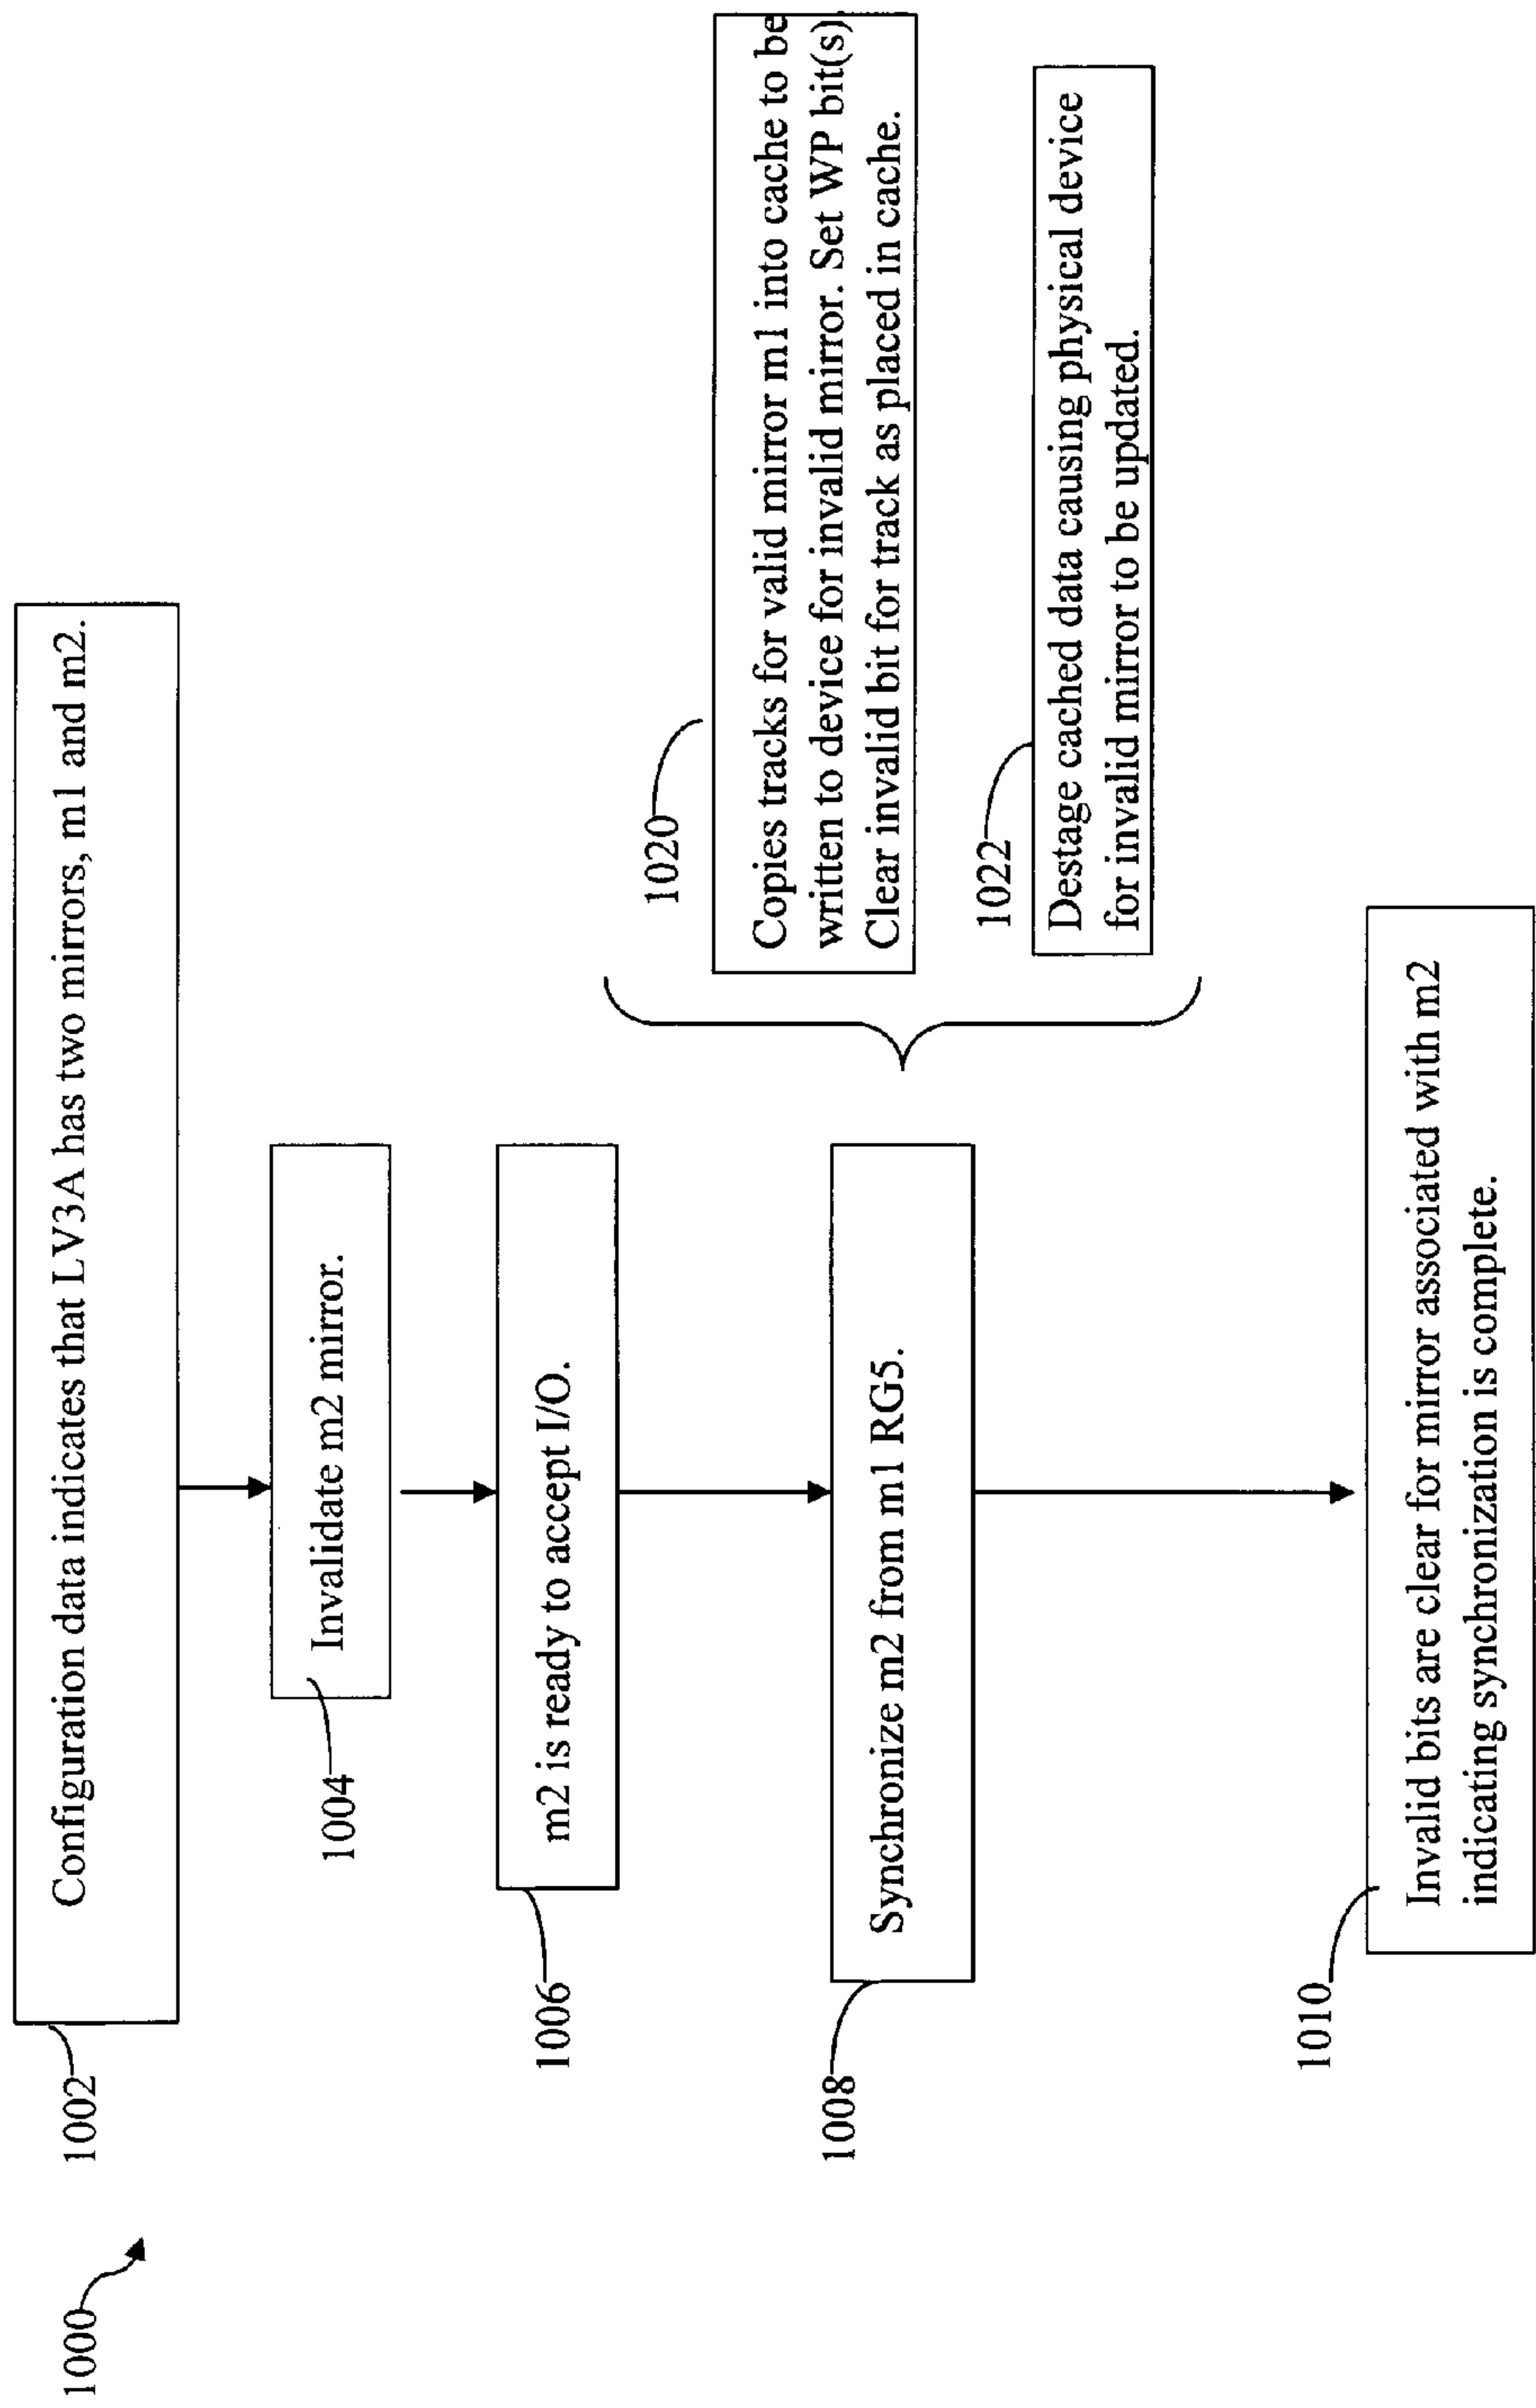 1000
1002
Configuration data indicates that LV3A has two mirrors, m1 and m2.
1004
Invalidate m2 mirror.
1006
m2 is ready to accept I/O.
1008
Synchronize m2 from m1 RG5.
1020
Copies tracks for valid mirror m1 into cache to be
written to device for invalid mirror. Set WP bit(s)
Clear invalid bit for track as placed in cache.
1022
Destage cached data causing physical device
for invalid mirror to be updated.
1010
Invalid bits are clear for mirror associated with m2
indicating synchronization is complete.